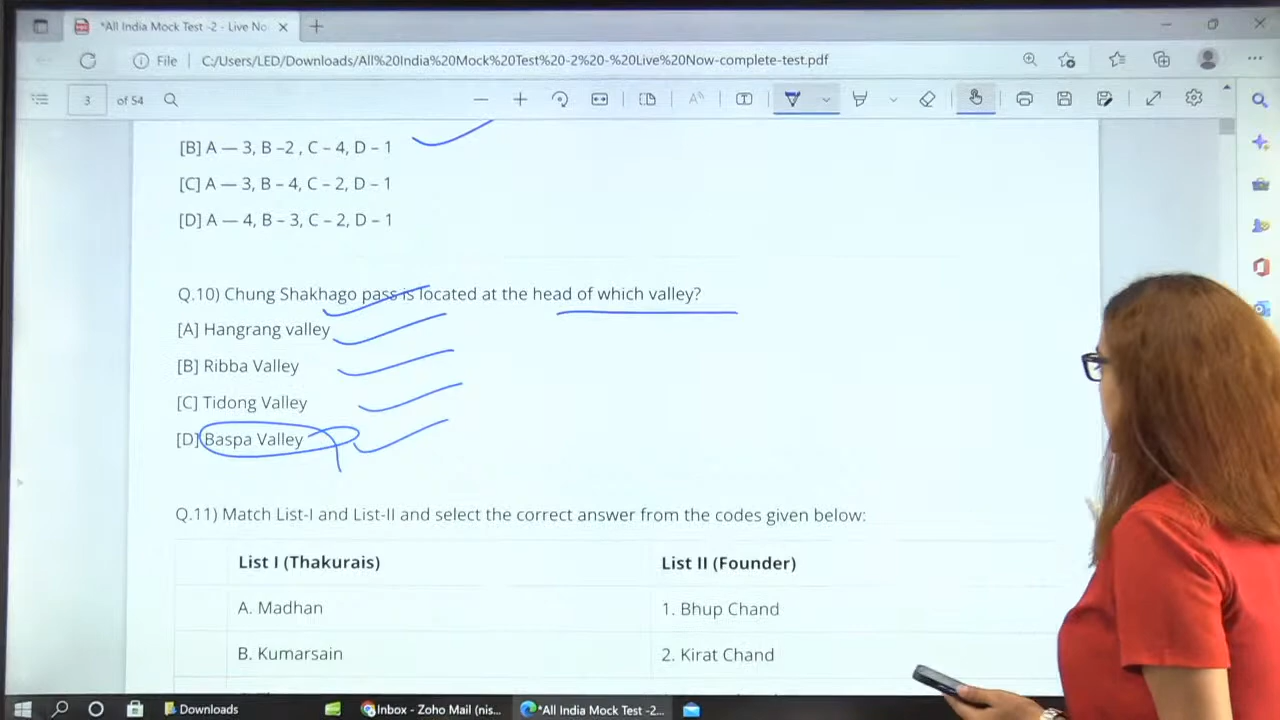 *All India Mock Test -2 - Live No
File
C:/Users/LED/Downloads/All%20India%20Mock%20Test%20-2%20-%20Live%20Now-complete-test.pdf
3 of 54
[B] A — 3, B –2 , C – 4, D – 1
[C] A — 3, B – 4, C – 2, D – 1
[D] A — 4, B – 3, C – 2, D – 1
Q.10) Chung Shakhago pass is located at the head of which valley?
[A] Hangrang valley
[B] Ribba Valley
[C] Tidong Valley
[D] Baspa Valley
Q.11) Match List-I and List-II and select the correct answer from the codes given below:
List I (Thakurais) List II (Founder)
A. Madhan 1. Bhup Chand
B. Kumarsain 2. Kirat Chand
Downloads Inbox - Zoho Mail (nis... *All India Mock Test -2...